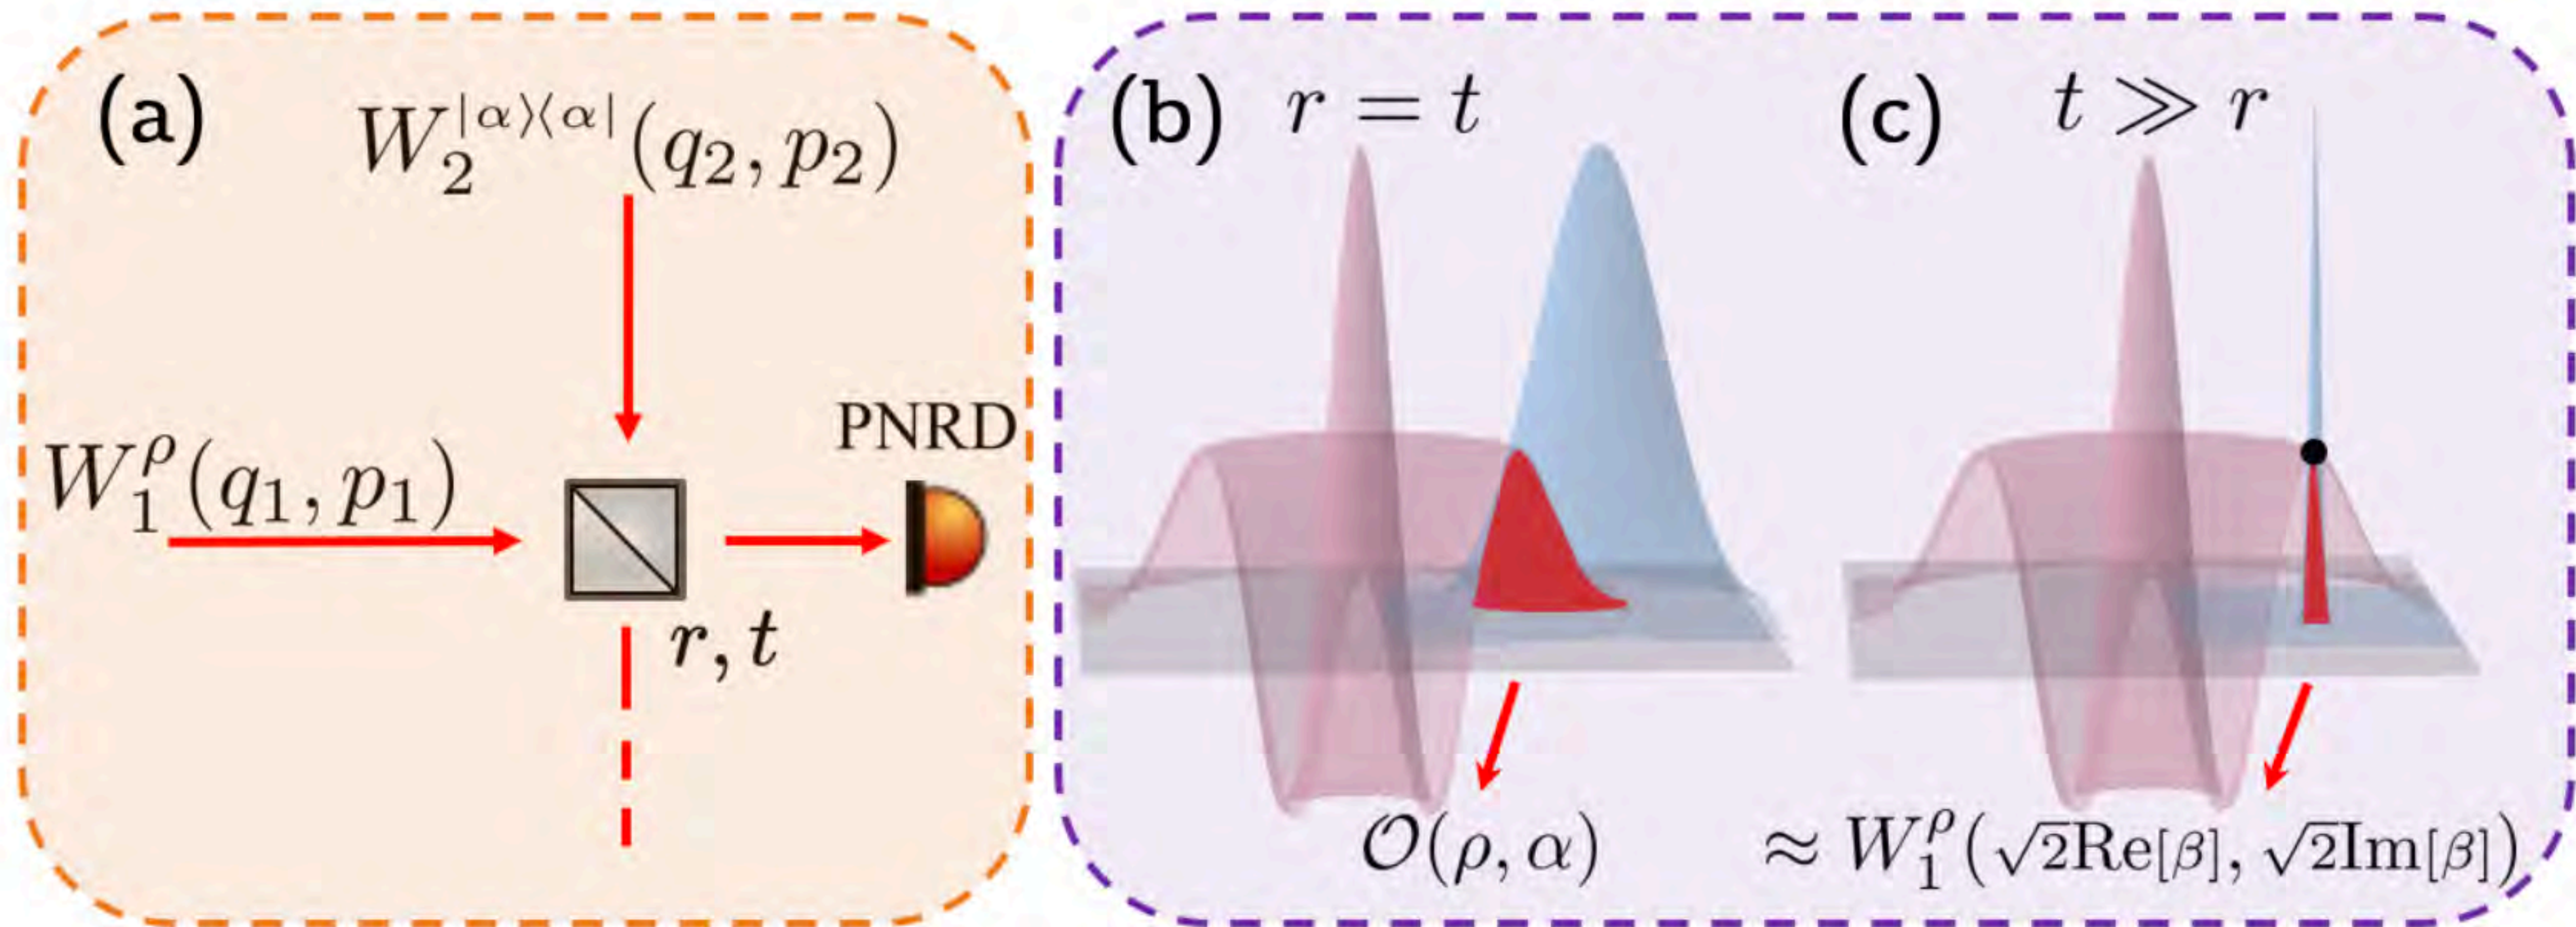 (a)
W_2^{|α⟩⟨α|}(q_2, p_2)
PNRD
W_1^ρ(q_1, p_1)
r, t
(b) r = t
𝒪(ρ, α)
(c) t ≫ r
≈ W_1^ρ(√2Re[β], √2Im[β])